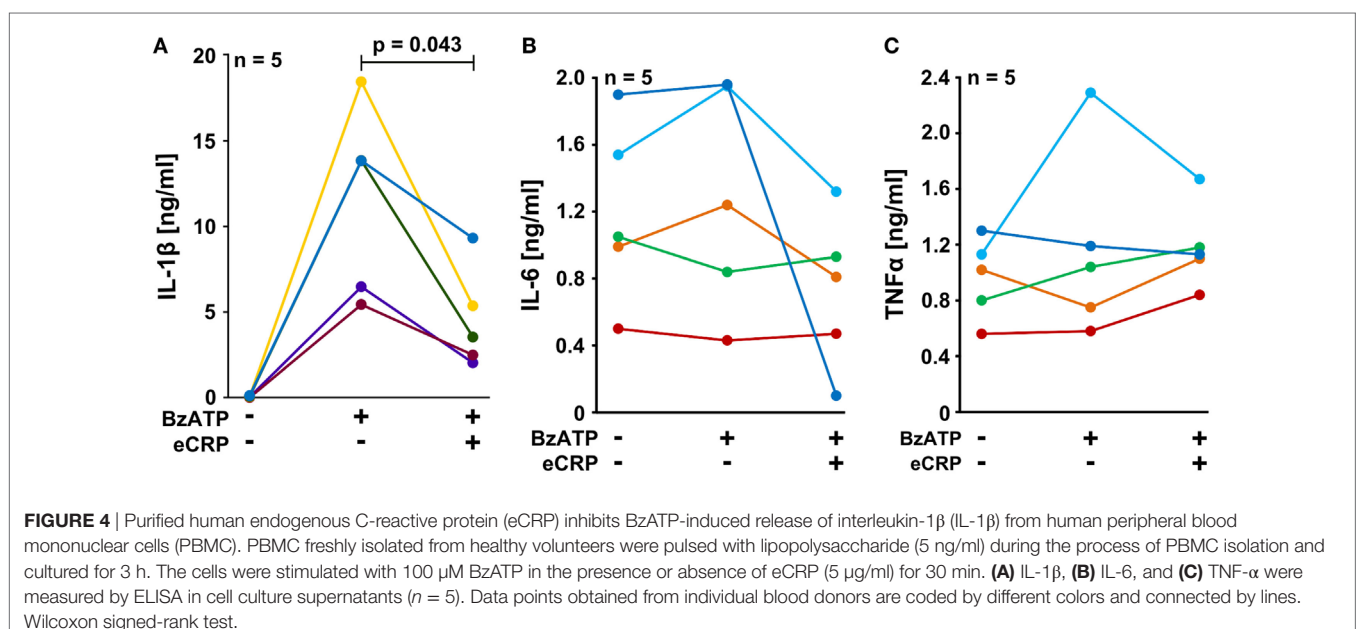 A
20
n = 5
p = 0.043
15
10
5
0
IL-1β [ng/ml]
BzATP - + +
eCRP - - +
B
2.0
n = 5
1.6
1.2
0.8
0.4
0
IL-6 [ng/ml]
BzATP - + +
eCRP - - +
C
2.4
n = 5
2.0
1.6
1.2
0.8
0.4
0
TNFα [ng/ml]
BzATP - + +
eCRP - - +
FIGURE 4 | Purified human endogenous C-reactive protein (eCRP) inhibits BzATP-induced release of interleukin-1β (IL-1β) from human peripheral blood
mononuclear cells (PBMC). PBMC freshly isolated from healthy volunteers were pulsed with lipopolysaccharide (5 ng/ml) during the process of PBMC isolation and
cultured for 3 h. The cells were stimulated with 100 µM BzATP in the presence or absence of eCRP (5 µg/ml) for 30 min. (A) IL-1β, (B) IL-6, and (C) TNF-α were
measured by ELISA in cell culture supernatants (n = 5). Data points obtained from individual blood donors are coded by different colors and connected by lines.
Wilcoxon signed-rank test.